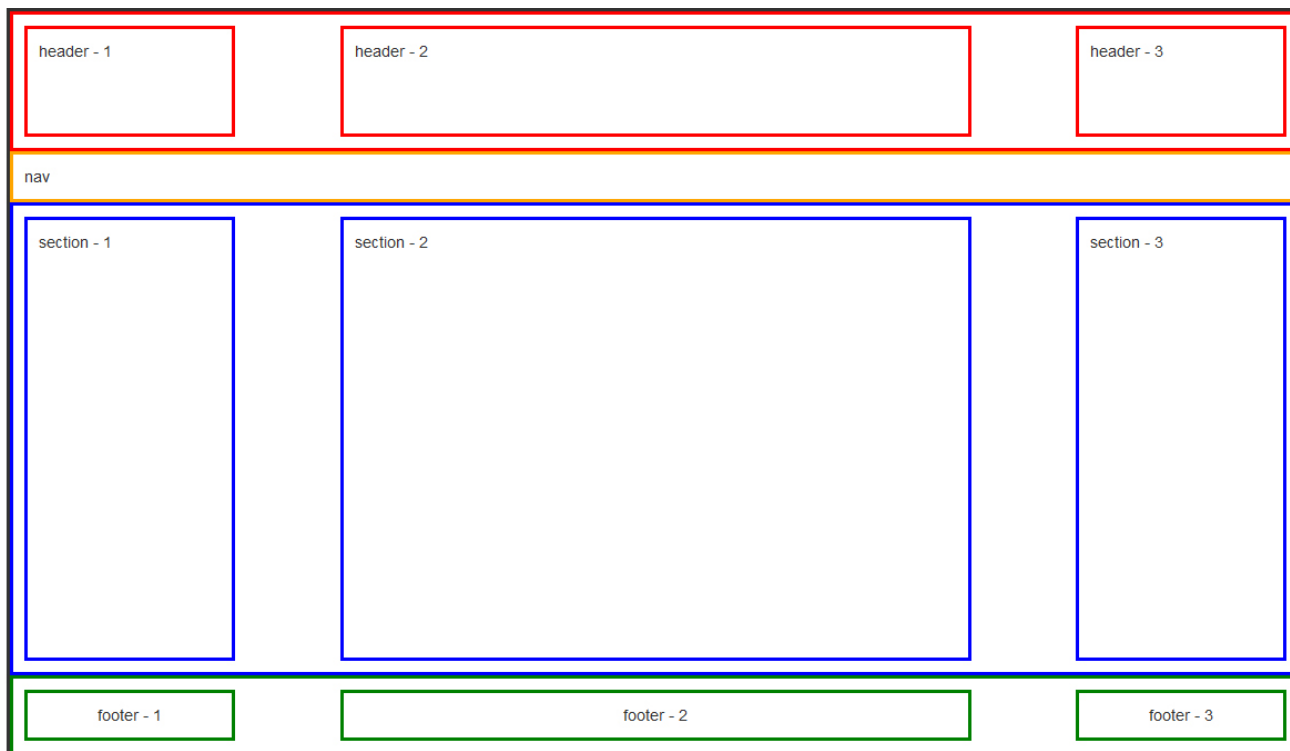 header - 1
header - 2
header - 3
nav
section - 1
section - 2
section - 3
footer - 1
footer - 2
footer - 3